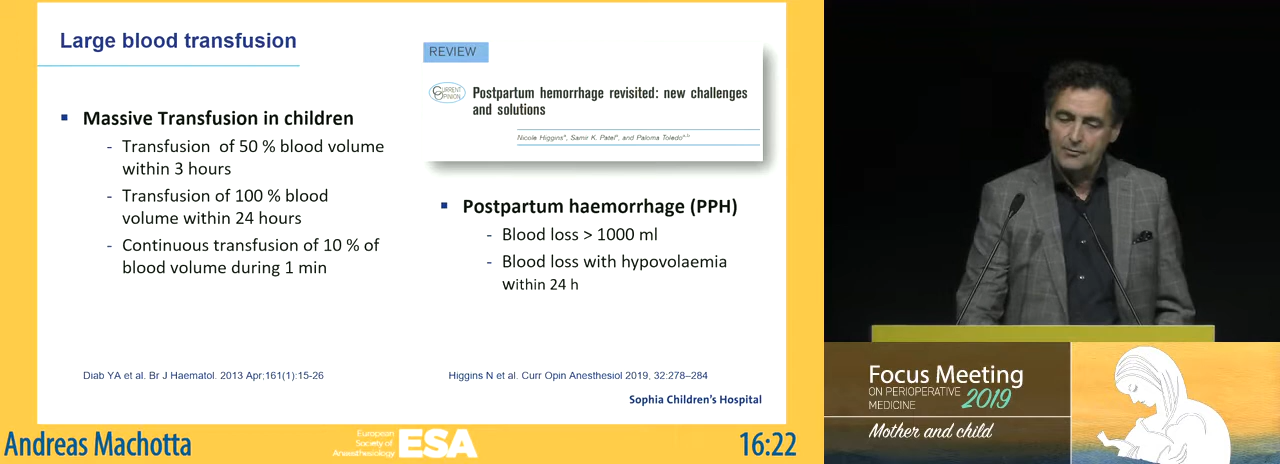 Large blood transfusion
▪ Massive Transfusion in children
- Transfusion of 50 % blood volume
within 3 hours
- Transfusion of 100 % blood
volume within 24 hours
- Continuous transfusion of 10 % of
blood volume during 1 min
Diab YA et al. Br J Haematol. 2013 Apr;161(1):15-26
REVIEW
CURRENT
OPINION
Postpartum hemorrhage revisited: new challenges
and solutions
Nicole Higginsᵃ, Samir K. Patelᵃ, and Paloma Toledoᵃ,ᵇ
▪ Postpartum haemorrhage (PPH)
- Blood loss > 1000 ml
- Blood loss with hypovolaemia
within 24 h
Higgins N et al. Curr Opin Anesthesiol 2019, 32:278–284
Sophia Children's Hospital
Andreas Machotta
European
Society of
Anaesthesiology
ESA
16:22
Focus Meeting
ON PERIOPERATIVE
MEDICINE 2019
Mother and child